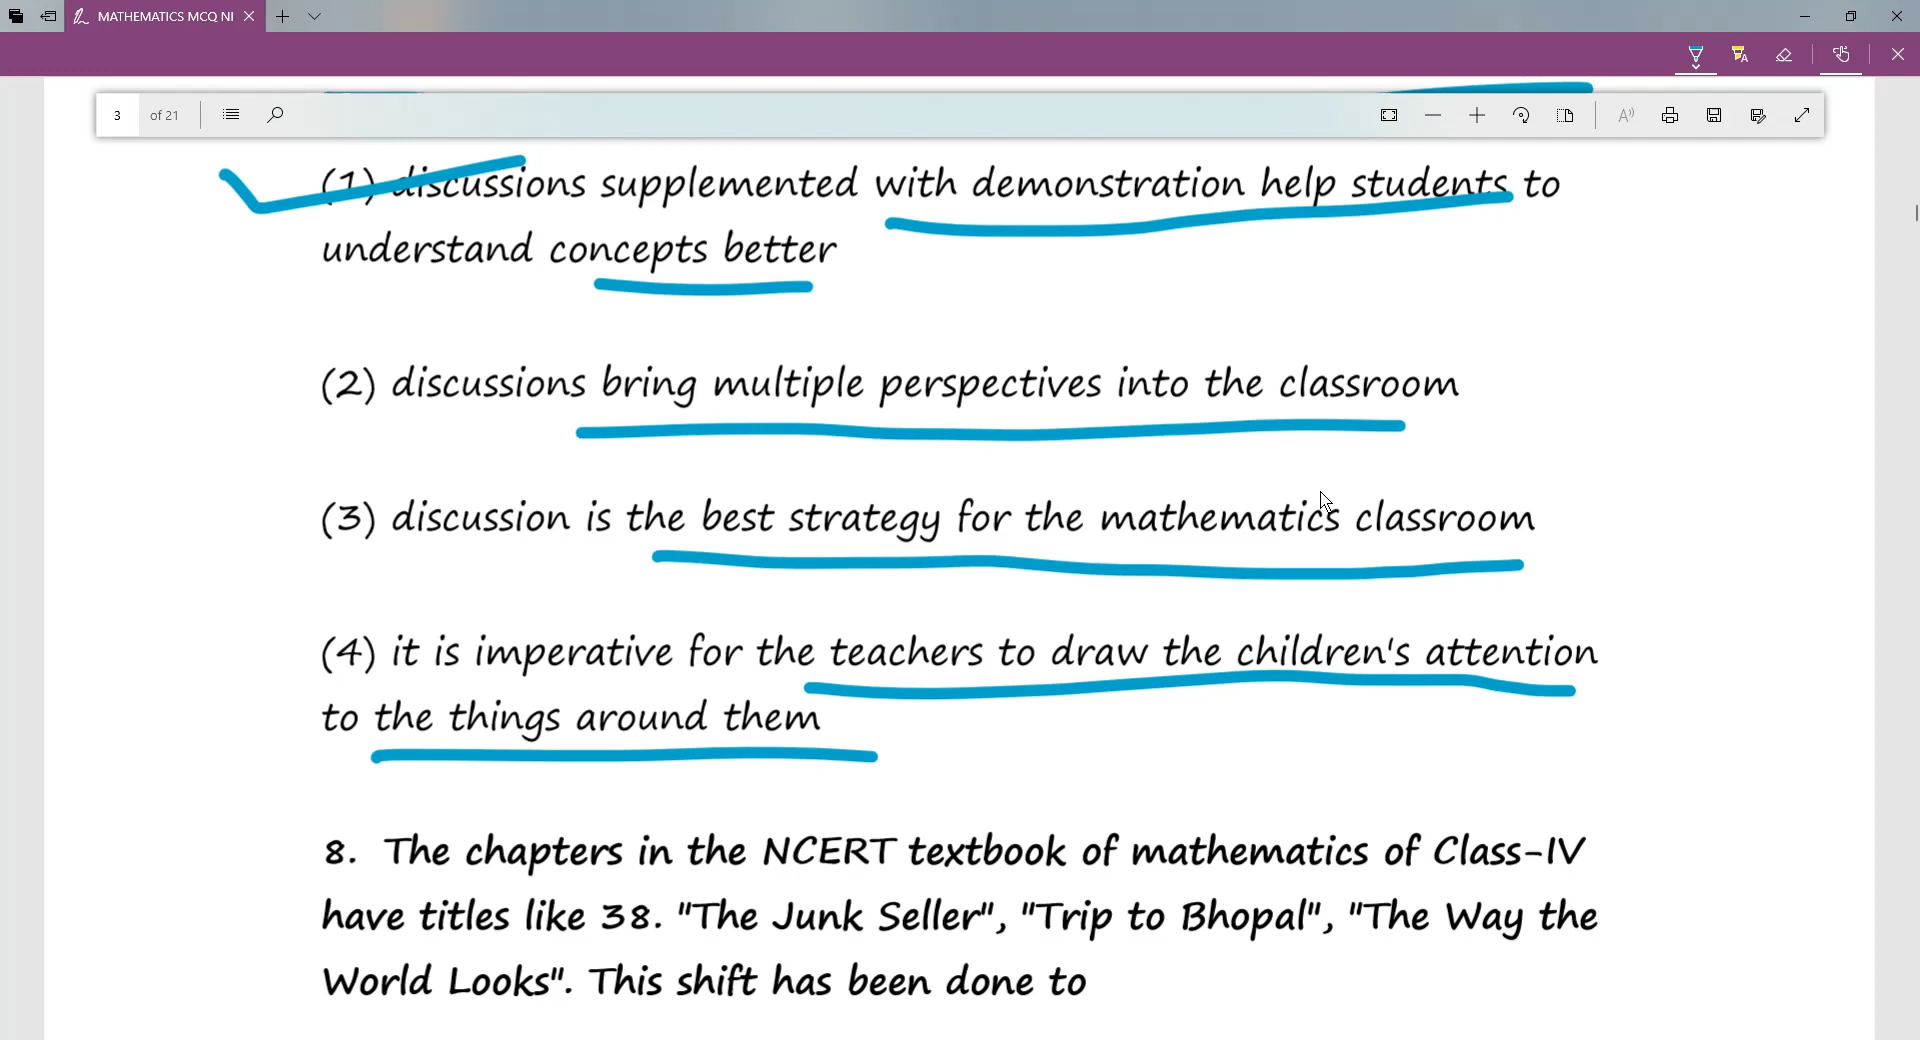 MATHEMATICS MCQ NI
3 of 21
(1) discussions supplemented with demonstration help students to
understand concepts better
(2) discussions bring multiple perspectives into the classroom
(3) discussion is the best strategy for the mathematics classroom
(4) it is imperative for the teachers to draw the children's attention
to the things around them
8. The chapters in the NCERT textbook of mathematics of Class-IV
have titles like 38. "The Junk Seller", "Trip to Bhopal", "The Way the
World Looks". This shift has been done to